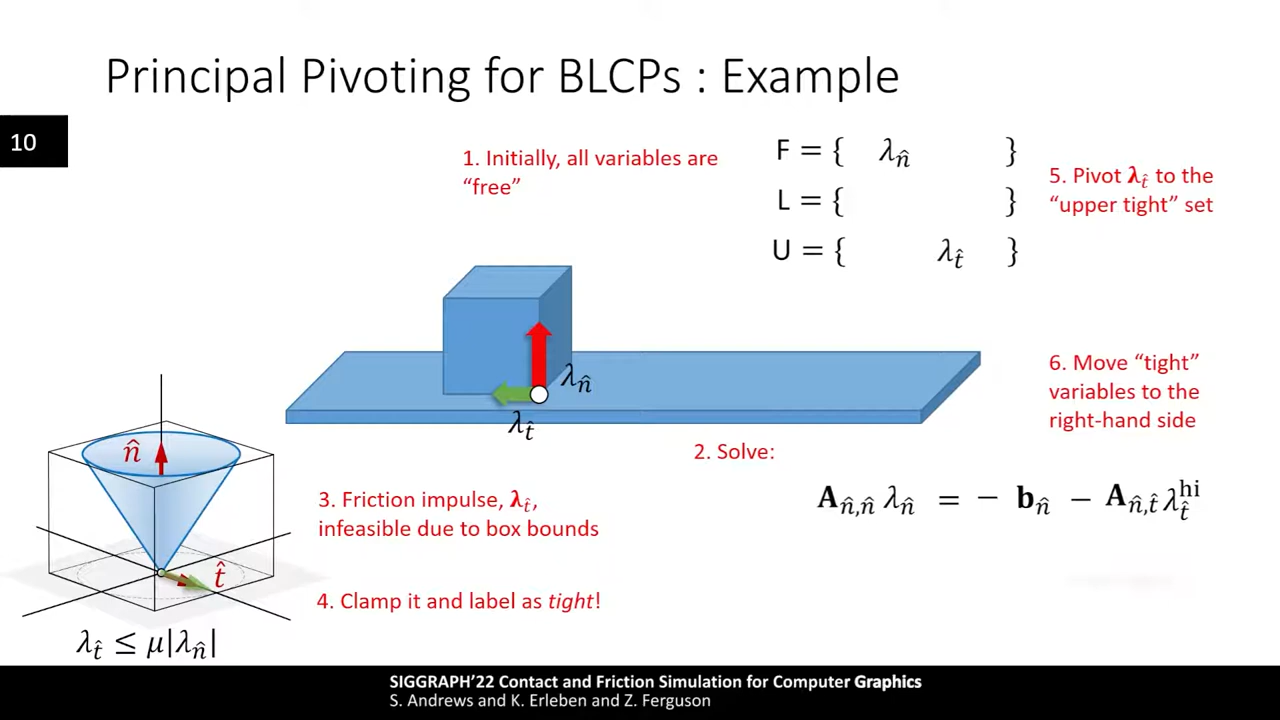 Principal Pivoting for BLCPs : Example
10
1. Initially, all variables are
“free”
F = { λ_n̂ }
L = { }
U = { λ_t̂ }
5. Pivot λ_t̂ to the
“upper tight” set
λ_n̂
λ_t̂
6. Move “tight”
variables to the
right-hand side
2. Solve:
A_n̂,n̂ λ_n̂ = − b_n̂ − A_n̂,t̂ λ_t̂^hi
n̂
t̂
3. Friction impulse, λ_t̂,
infeasible due to box bounds
4. Clamp it and label as tight!
λ_t̂ ≤ μ|λ_n̂|
SIGGRAPH’22 Contact and Friction Simulation for Computer Graphics
S. Andrews and K. Erleben and Z. Ferguson